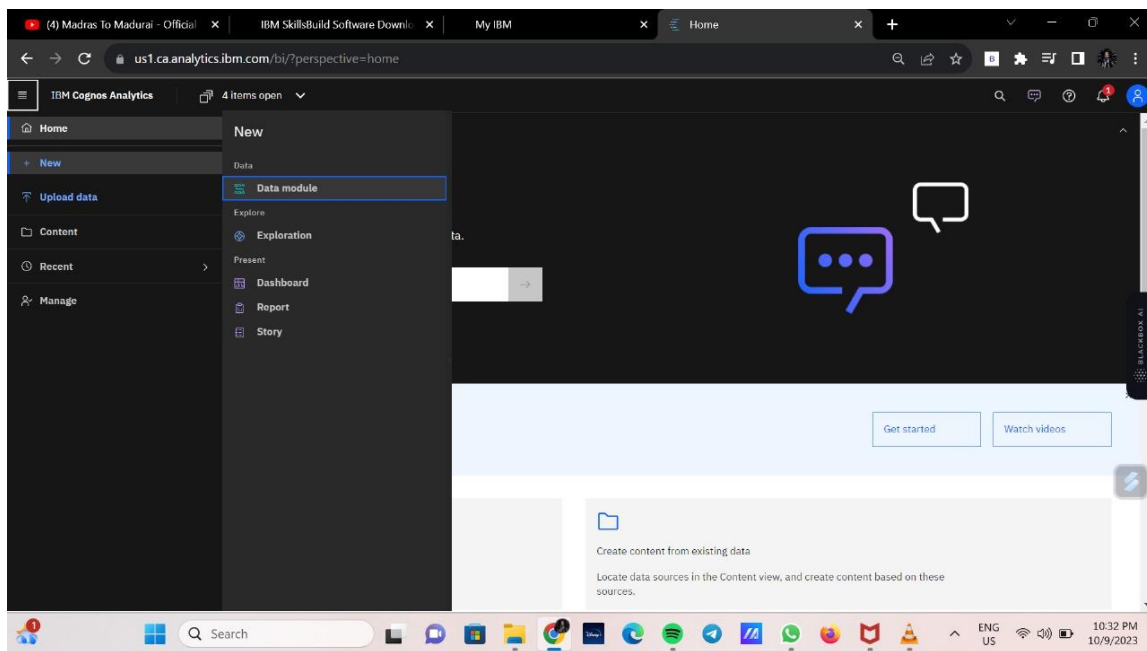 (4) Madras To Madurai - Official
IBM SkillsBuild Software Downlo
My IBM
Home
us1.ca.analytics.ibm.com/bi/?perspective=home
IBM Cognos Analytics
4 items open
1
Home
New
Upload data
Content
Recent
Manage
New
Data
Data module
Explore
Exploration
Present
Dashboard
Report
Story
ta.
BLACKBOX AI
Get started
Watch videos
Create content from existing data
Locate data sources in the Content view, and create content based on these
sources.
1
Search
ENG
US
10:32 PM
10/9/2023